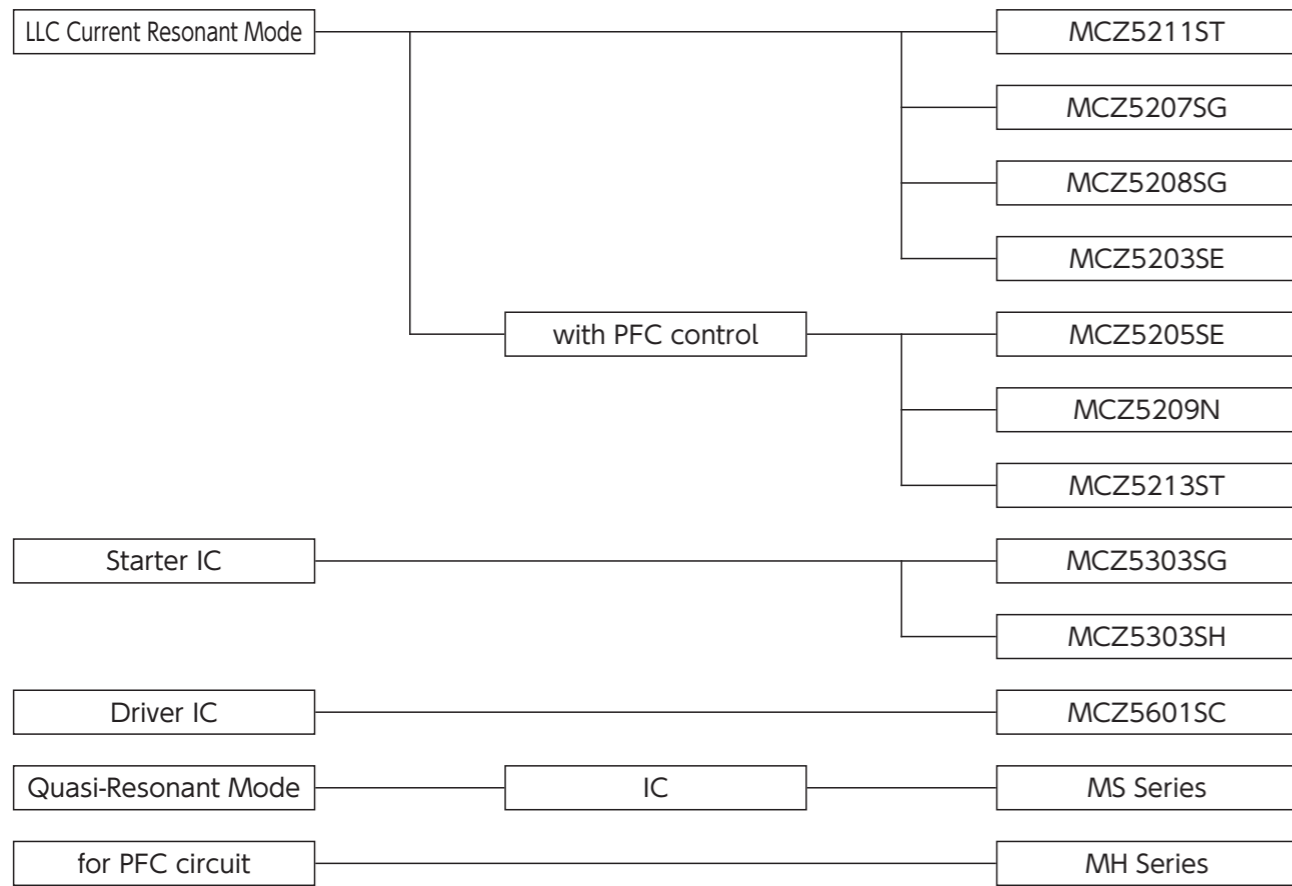 LLC Current Resonant Mode
MCZ5211ST
MCZ5207SG
MCZ5208SG
MCZ5203SE
with PFC control
MCZ5205SE
MCZ5209N
MCZ5213ST
Starter IC
MCZ5303SG
MCZ5303SH
Driver IC
MCZ5601SC
Quasi-Resonant Mode
IC
MS Series
for PFC circuit
MH Series